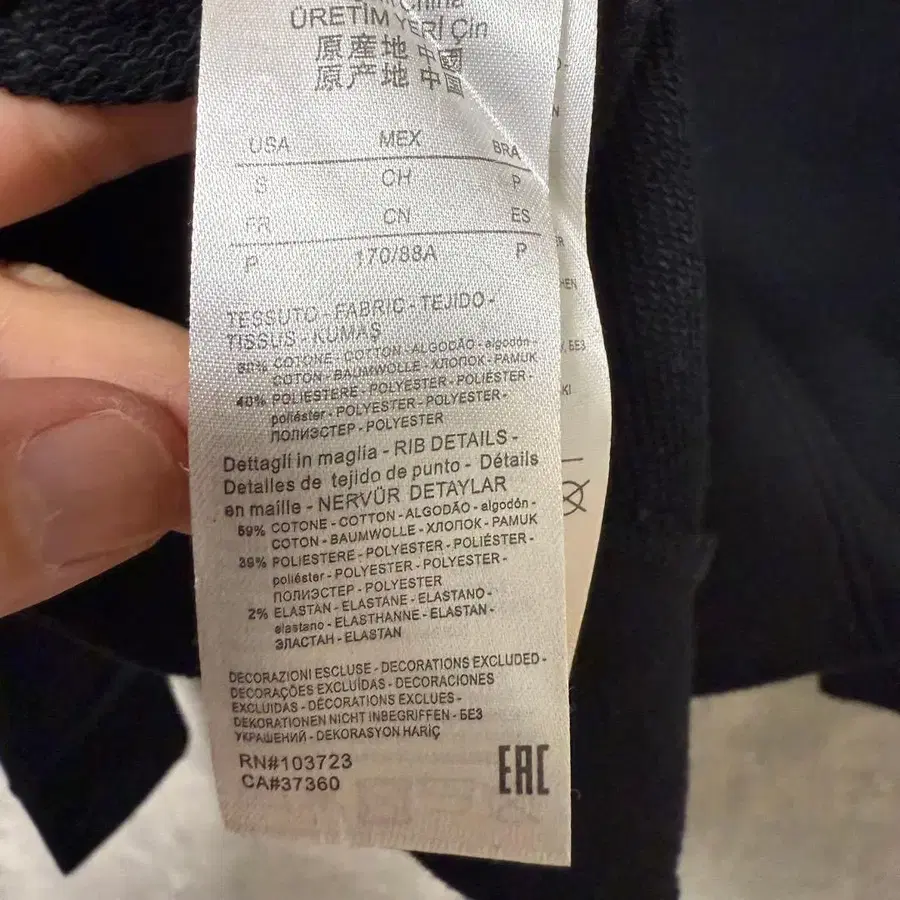 China
ÜRETİM YERİ Çin
原産地 中国
原产地 中国
USA MEX BRA
S CH P
FR CN ES
P 170/88A P
TESSUTO - FABRIC - TEJIDO -
TISSUS - KUMAŞ
60% COTONE - COTTON - ALGODÃO - algodón -
COTON - BAUMWOLLE - ХЛОПОК - PAMUK
40% POLIESTERE - POLYESTER - POLIÉSTER -
poliéster - POLYESTER - POLYESTER -
ПОЛИЭСТЕР - POLYESTER
Dettagli in maglia - RIB DETAILS -
Detalles de tejido de punto - Détails
en maille - NERVÜR DETAYLAR
59% COTONE - COTTON - ALGODÃO - algodón -
COTON - BAUMWOLLE - ХЛОПОК - PAMUK
39% POLIESTERE - POLYESTER - POLIÉSTER -
poliéster - POLYESTER - POLYESTER -
ПОЛИЭСТЕР - POLYESTER
2% ELASTAN - ELASTANE - ELASTANO -
elastano - ELASTHANNE - ELASTAN -
ЭЛАСТАН - ELASTAN
DECORAZIONI ESCLUSE - DECORATIONS EXCLUDED -
DECORAÇÕES EXCLUÍDAS - DECORACIONES
EXCLUIDAS - DÉCORATIONS EXCLUES -
DEKORATIONEN NICHT INBEGRIFFEN - БЕЗ
УКРАШЕНИЙ - DEKORASYON HARİÇ
RN#103723
CA#37360
EAC